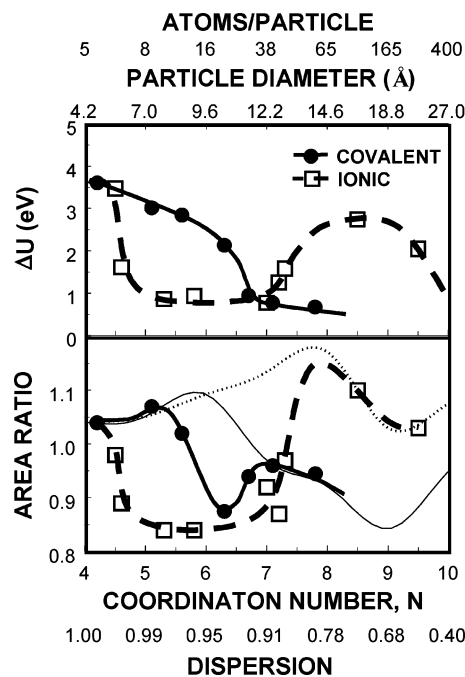 ATOMS/PARTICLE
5 8 16 38 65 165 400
PARTICLE DIAMETER (Å)
4.2 7.0 9.6 12.2 14.6 18.8 27.0
5
4
3
2
1
0
ΔU (eV)
COVALENT
IONIC
1.1
1.0
0.9
0.8
AREA RATIO
4 5 6 7 8 9 10
COORDINATON NUMBER, N
1.00 0.99 0.95 0.91 0.78 0.68 0.40
DISPERSION